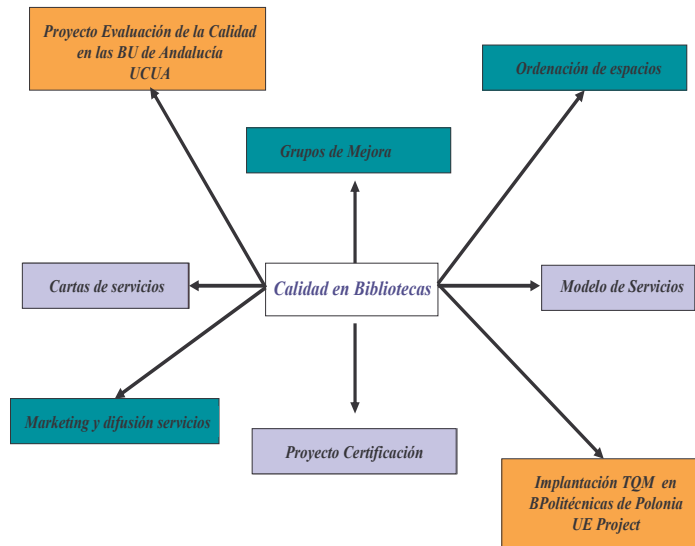 Proyecto Evaluación de la Calidad
en las BU de Andalucía
UCUA
Ordenación de espacios
Grupos de Mejora
Cartas de servicios
Calidad en Bibliotecas
Modelo de Servicios
Marketing y difusión servicios
Proyecto Certificación
Implantación TQM en
BPolitécnicas de Polonia
UE Project